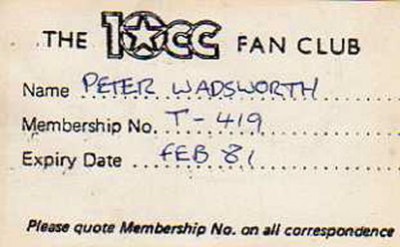 THE 10CC FAN CLUB
Name PETER WADSWORTH
Membership No. T-419
Expiry Date FEB 81
Please quote Membership No. on all correspondence